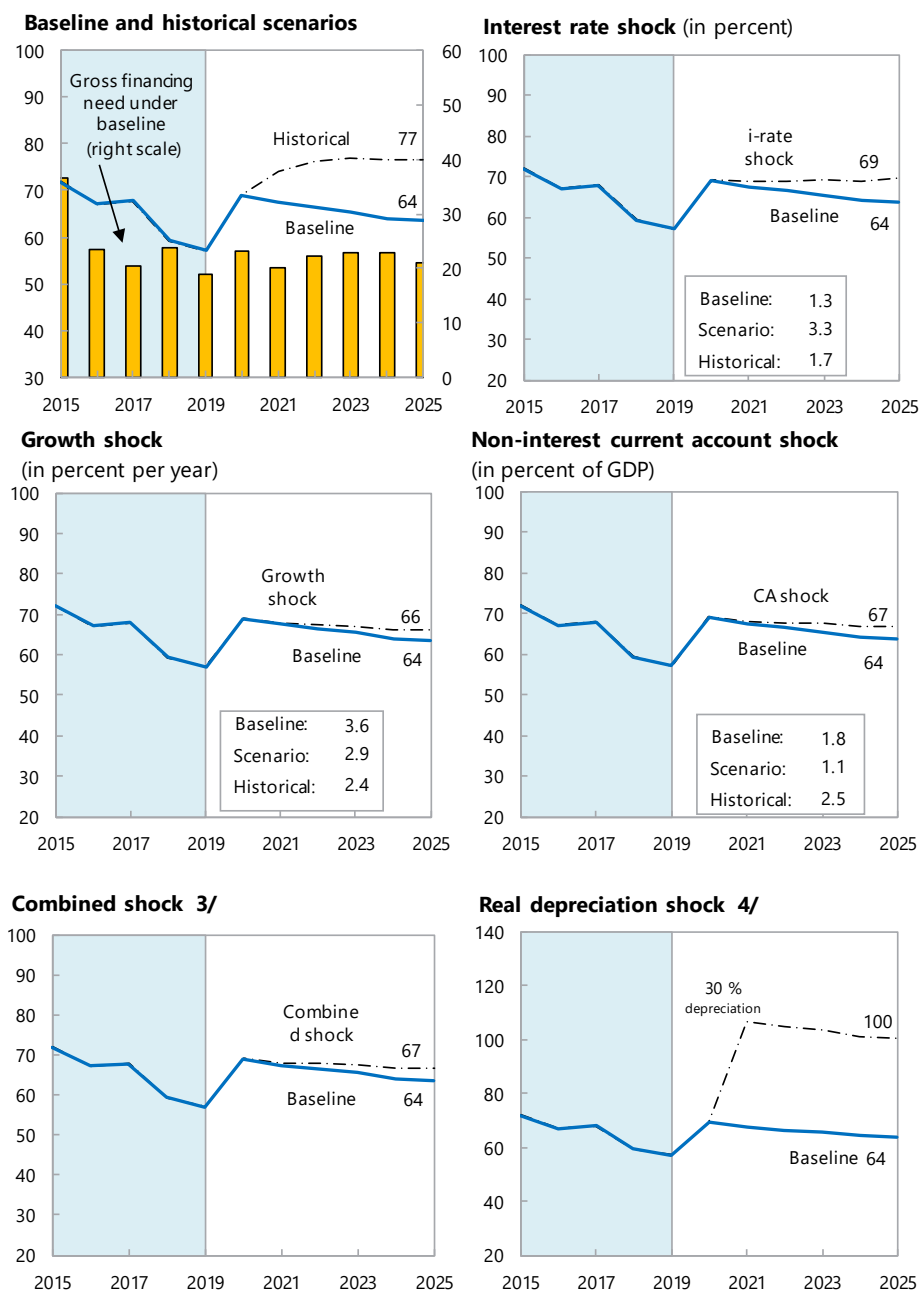 Baseline and historical scenarios
100
90
80
70
60
50
40
30
60
50
40
30
20
10
0
Gross financing
need under
baseline
(right scale)
Historical
77
64
Baseline
2015 2017 2019 2021 2023 2025
Interest rate shock (in percent)
100
90
80
70
60
50
40
30
20
i-rate
shock
69
Baseline
64
Baseline: 1.3
Scenario: 3.3
Historical: 1.7
2015 2017 2019 2021 2023 2025
Growth shock
(in percent per year)
100
90
80
70
60
50
40
30
20
Growth
shock
66
Baseline
64
Baseline: 3.6
Scenario: 2.9
Historical: 2.4
2015 2017 2019 2021 2023 2025
Non-interest current account shock
(in percent of GDP)
100
90
80
70
60
50
40
30
20
CA shock
67
Baseline
64
Baseline: 1.8
Scenario: 1.1
Historical: 2.5
2015 2017 2019 2021 2023 2025
Combined shock 3/
100
90
80
70
60
50
40
30
20
Combine
d shock
67
Baseline
64
2015 2017 2019 2021 2023 2025
Real depreciation shock 4/
140
120
100
80
60
40
20
30 %
depreciation
100
Baseline 64
2015 2017 2019 2021 2023 2025